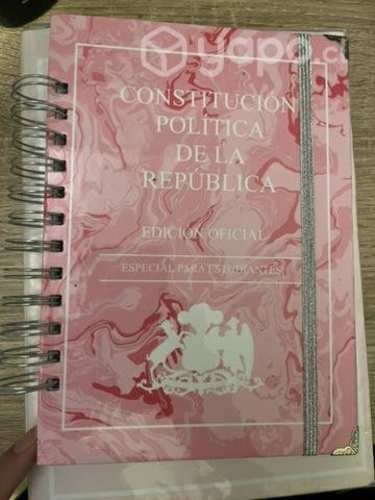 yapo.cl
CONSTITUCIÓN
POLÍTICA
DE LA
REPÚBLICA
EDICIÓN OFICIAL
ESPECIAL PARA ESTUDIANTES